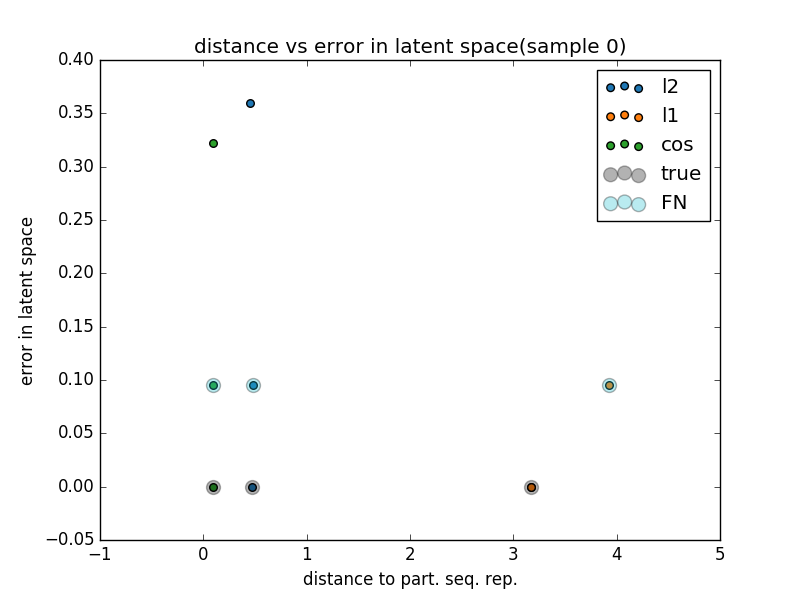 distance vs error in latent space(sample 0)
0.40
0.35
0.30
0.25
0.20
0.15
0.10
0.05
0.00
−0.05
error in latent space
l2
l1
cos
true
FN
−1 0 1 2 3 4 5
distance to part. seq. rep.